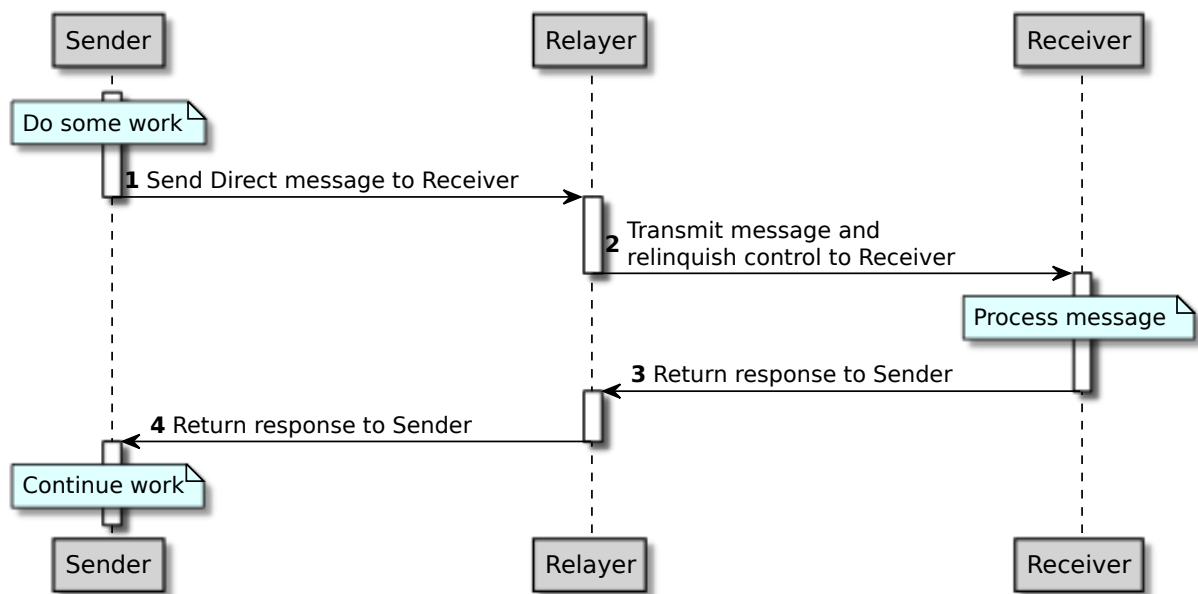 Sender
Relayer
Receiver
Do some work
1 Send Direct message to Receiver
Transmit message and
2
relinquish control to Receiver
Process message
3 Return response to Sender
4 Return response to Sender
Continue work
Sender
Relayer
Receiver